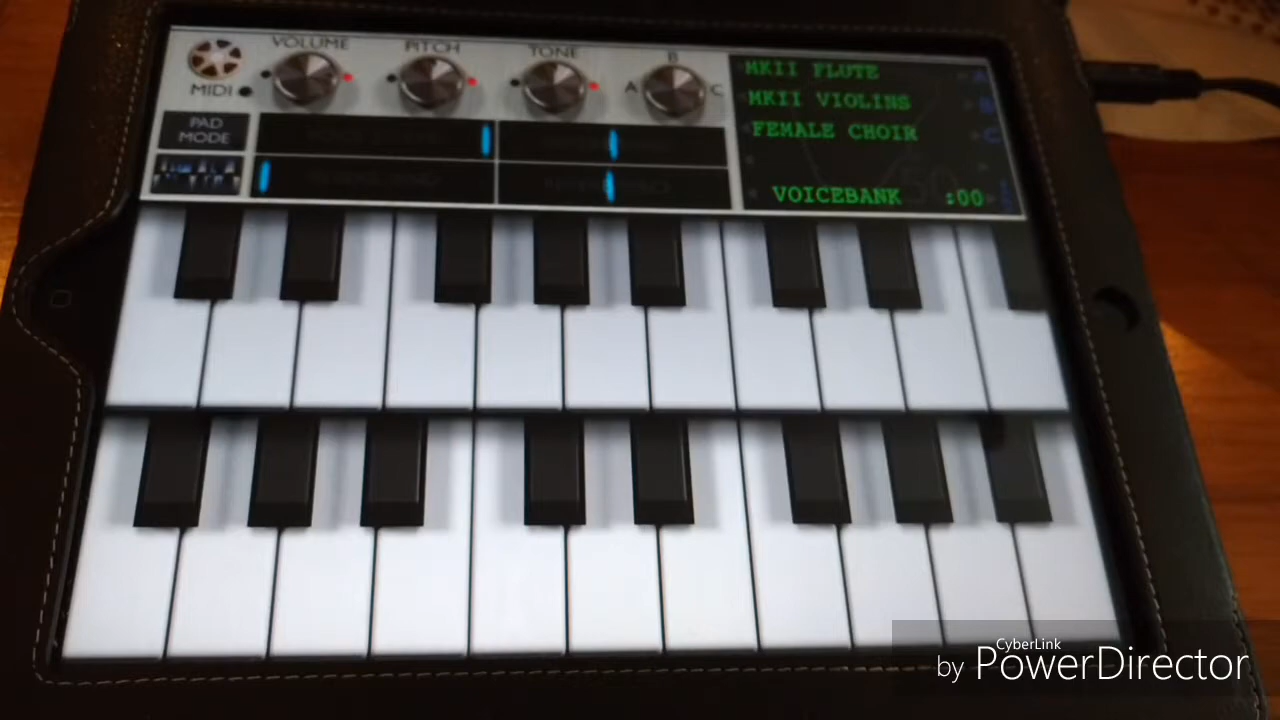 VOLUME
PITCH
TONE
MIDI
A
B
C
PAD
MODE
MKII FLUTE
MKII VIOLINS
FEMALE CHOIR
VOICEBANK :00
A
B
C
CyberLink
by PowerDirector